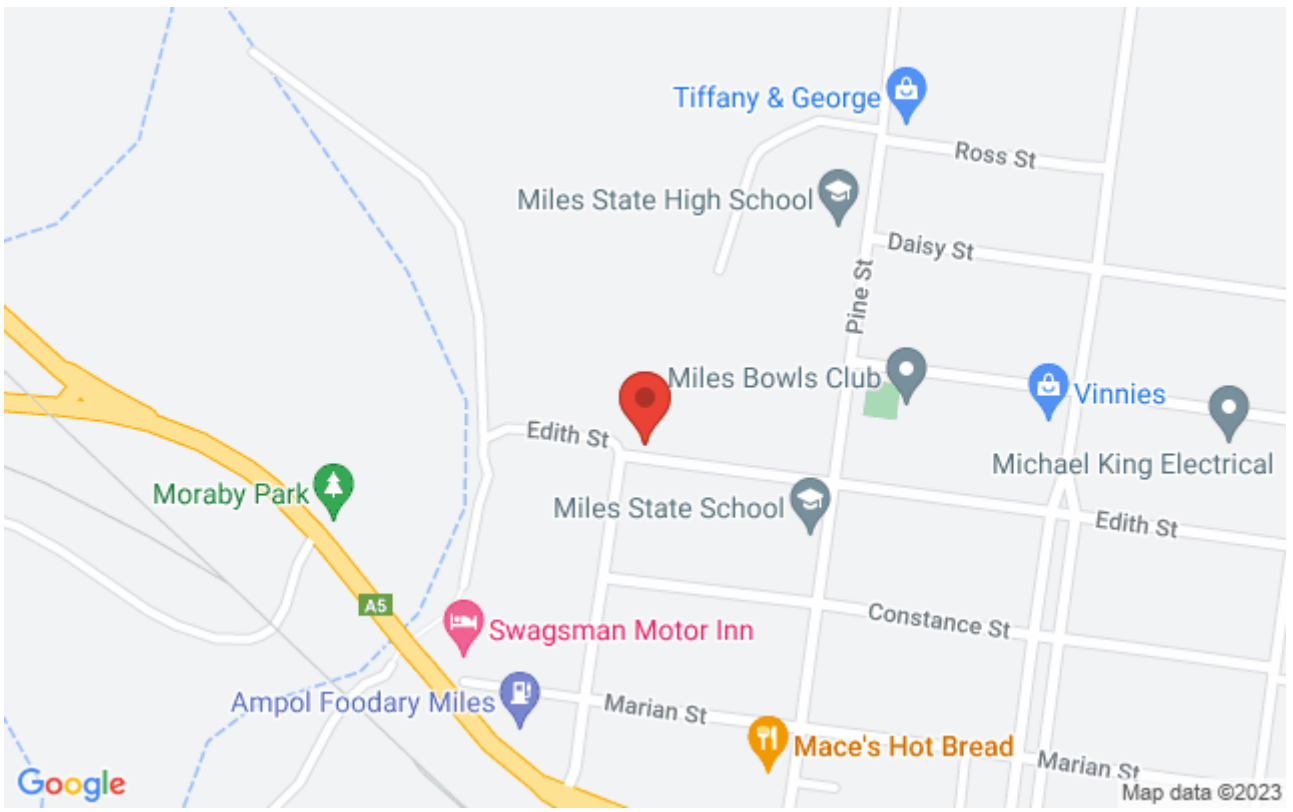 Tiffany & George
Ross St
Miles State High School
Daisy St
Pine St
Miles Bowls Club
Vinnies
Edith St
Michael King Electrical
Moraby Park
Miles State School
Edith St
A5
Constance St
Swagsman Motor Inn
Ampol Foodary Miles
Marian St
Mace's Hot Bread
Marian St
Google
Map data ©2023